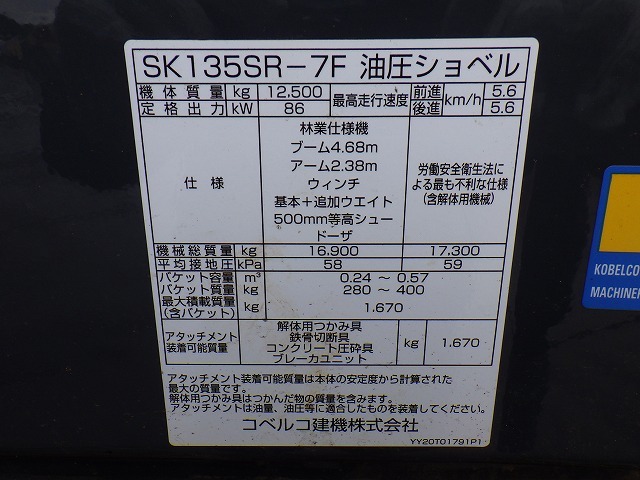 SK135SR-7F 油圧ショベル
機体質量 kg 12.500 最高走行速度 前進 km/h 5.6
定格出力 kW 86 後進 5.6
仕様
林業仕様機
ブーム4.68m
アーム2.38m
ウィンチ
基本+追加ウエイト
500mm等高シュー
ドーザ
労働安全衛生法に
よる最も不利な仕様
(含解体用機械)
機械総質量 kg 16.900 17.300
平均接地圧 kPa 58 59
バケット容量 m³ 0.24 ~ 0.57
バケット質量 kg 280 ~ 400
最大積載質量 kg 1.670
(含バケット)
アタッチメント
装着可能質量
解体用つかみ具
鉄骨切断具
コンクリート圧砕具
ブレーカユニット
kg 1.670
アタッチメント装着可能質量は本体の安定度から計算された
最大の質量です。
解体用つかみ具はつかんだ物の質量を含みます。
アタッチメントは油量、油圧等に適合したものを装着してください。
コベルコ建機株式会社
YY20T01791P1
KOBELCO
MACHINER